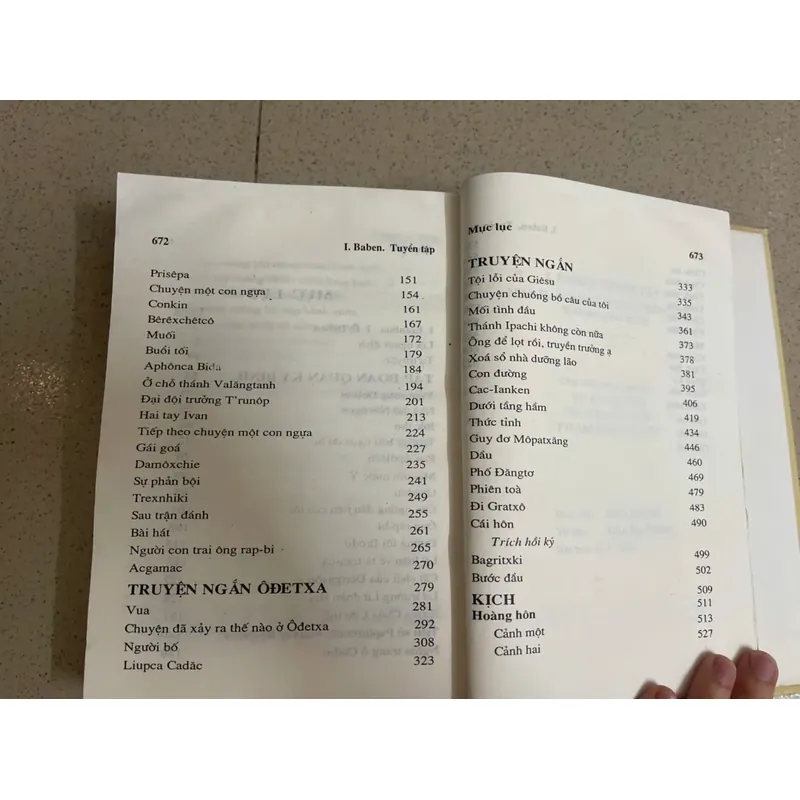 672 I. Baben. Tuyển tập
Prisêpa 151
Chuyện một con ngựa 154
Conkin 161
Bêrêxchêtcô 167
Muối 172
Buổi tối 179
Aphônca Biđa 184
Ở chỗ thánh Valăngtanh 194
Đại đội trưởng T'runôp 201
Hai tay Ivan 213
Tiếp theo chuyện một con ngựa 224
Gái goá 227
Damôxchie 235
Sự phản bội 241
Trexnhiki 249
Sau trận đánh 255
Bài hát 261
Người con trai ông rap-bi 265
Acgamac 270
TRUYỆN NGẮN ÔĐETXA 279
Vua 281
Chuyện đã xảy ra thế nào ở Ôđetxa 292
Người bố 308
Liupca Cadăc 323
Mục lục 673
TRUYỆN NGẮN 333
Tội lỗi của Giêsu 335
Chuyện chuồng bồ câu của tôi 343
Mối tình đầu 361
Thánh Ipachi không còn nữa 373
Ông để lọt rồi, truyền trưởng ạ 378
Xoá sổ nhà dưỡng lão 381
Con đường 395
Cac-Ianken 406
Dưới tầng hầm 419
Thức tỉnh 434
Guy đơ Môpatxăng 446
Dầu 460
Phố Đăngtơ 469
Phiên toà 479
Đi Gratxô 483
Cái hôn 490
Trích hồi ký
Bagritxki 499
Bước đầu 502
KỊCH 509
Hoàng hôn 511
Cảnh một 513
Cảnh hai 527